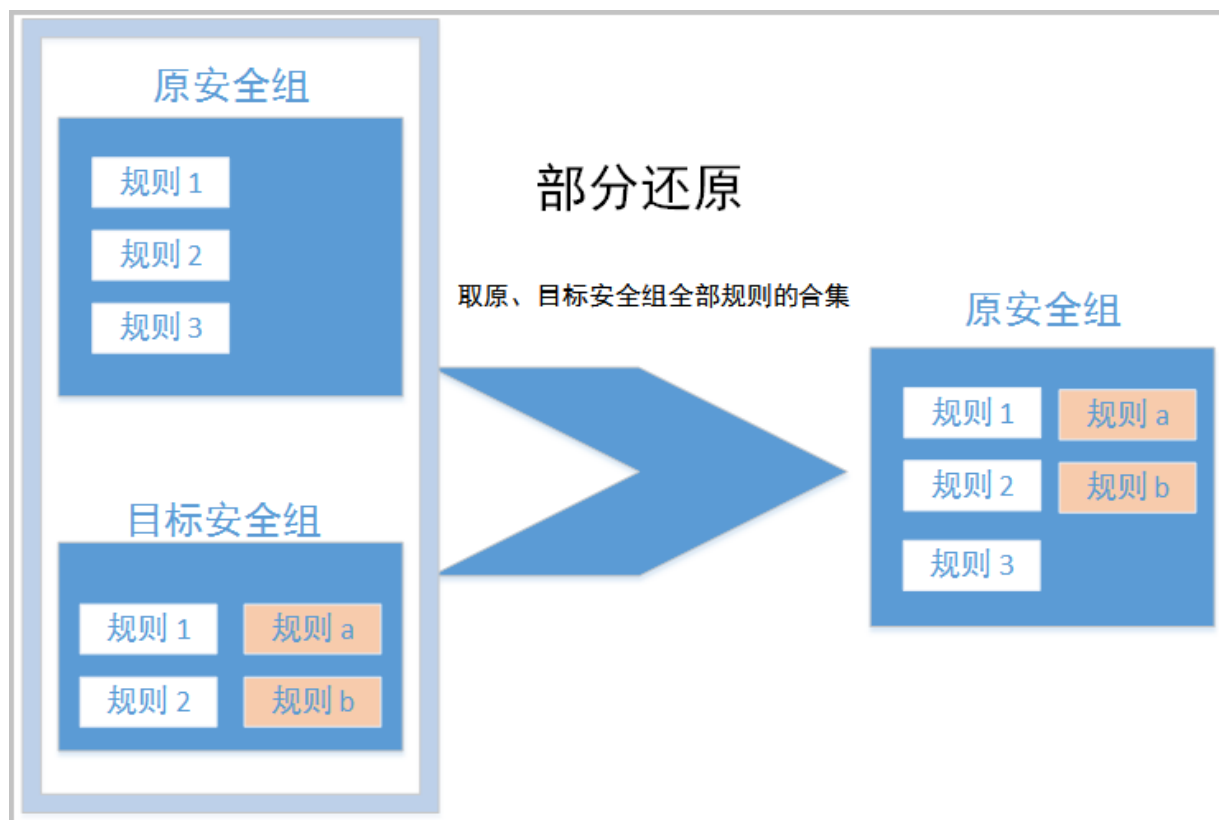 原安全组
规则 1
规则 2
规则 3
目标安全组
规则 1 规则 a
规则 2 规则 b
部分还原
取原、目标安全组全部规则的合集
原安全组
规则 1 规则 a
规则 2 规则 b
规则 3